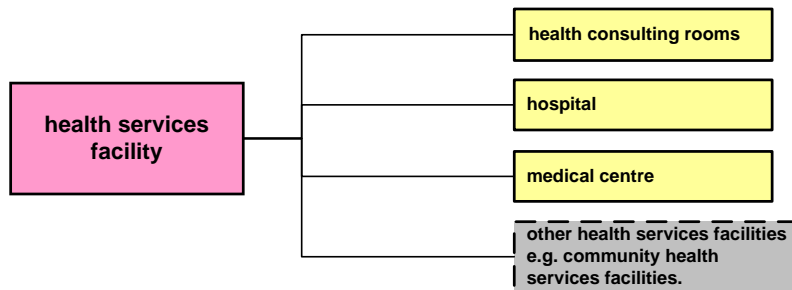 health consulting rooms
hospital
health services
facility
medical centre
other health services facilities
e.g. community health
services facilities.